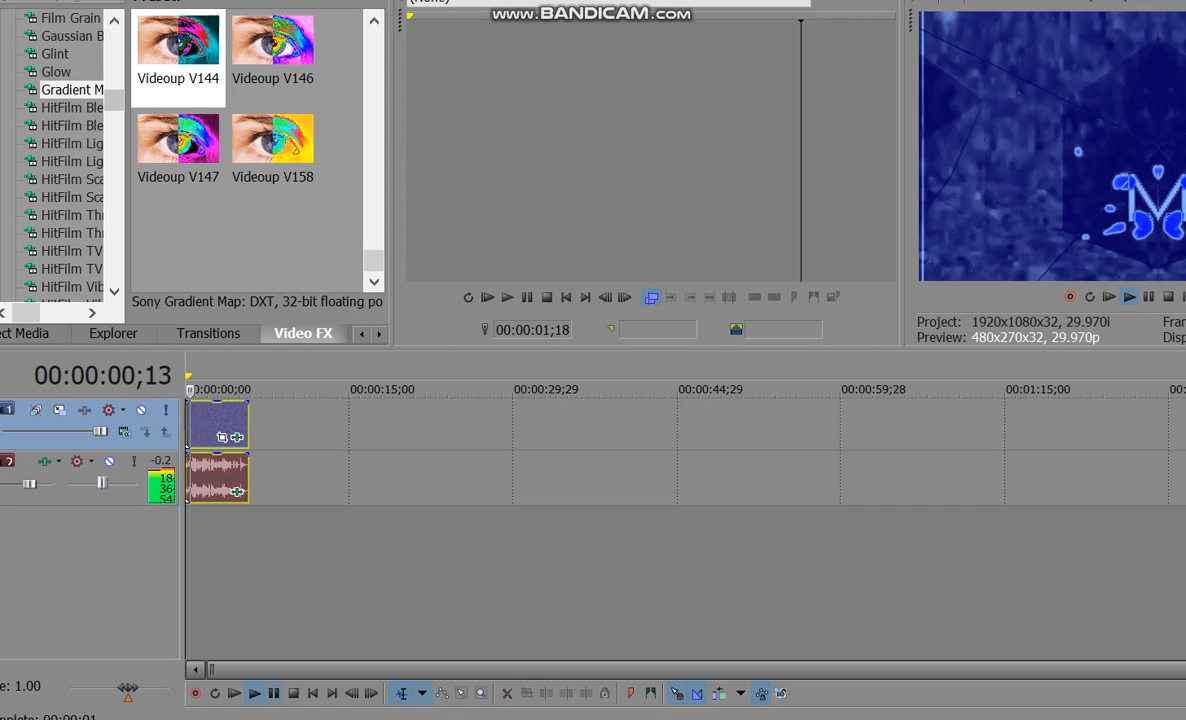 Film Grain
Gaussian B
Glint
Glow
Gradient M
HitFilm Ble
HitFilm Ble
HitFilm Lig
HitFilm Lig
HitFilm Sca
HitFilm Sca
HitFilm Thr
HitFilm Thr
HitFilm TV
HitFilm TV
HitFilm Vib
Videoup V144
Videoup V146
Videoup V147
Videoup V158
Sony Gradient Map: DXT, 32-bit floating po
ect Media
Explorer
Transitions
Video FX
www.BANDICAM.com
00:00:01;18
M
Project: 1920x1080x32, 29.970i
Fra
Preview: 480x270x32, 29.970p
Disp
00:00:00;13
0:00:00;00
00:00:15;00
00:00:29;29
00:00:44;29
00:00:59;28
00:01:15;00
00:
1
2
-0.2
18
36
54
e: 1.00